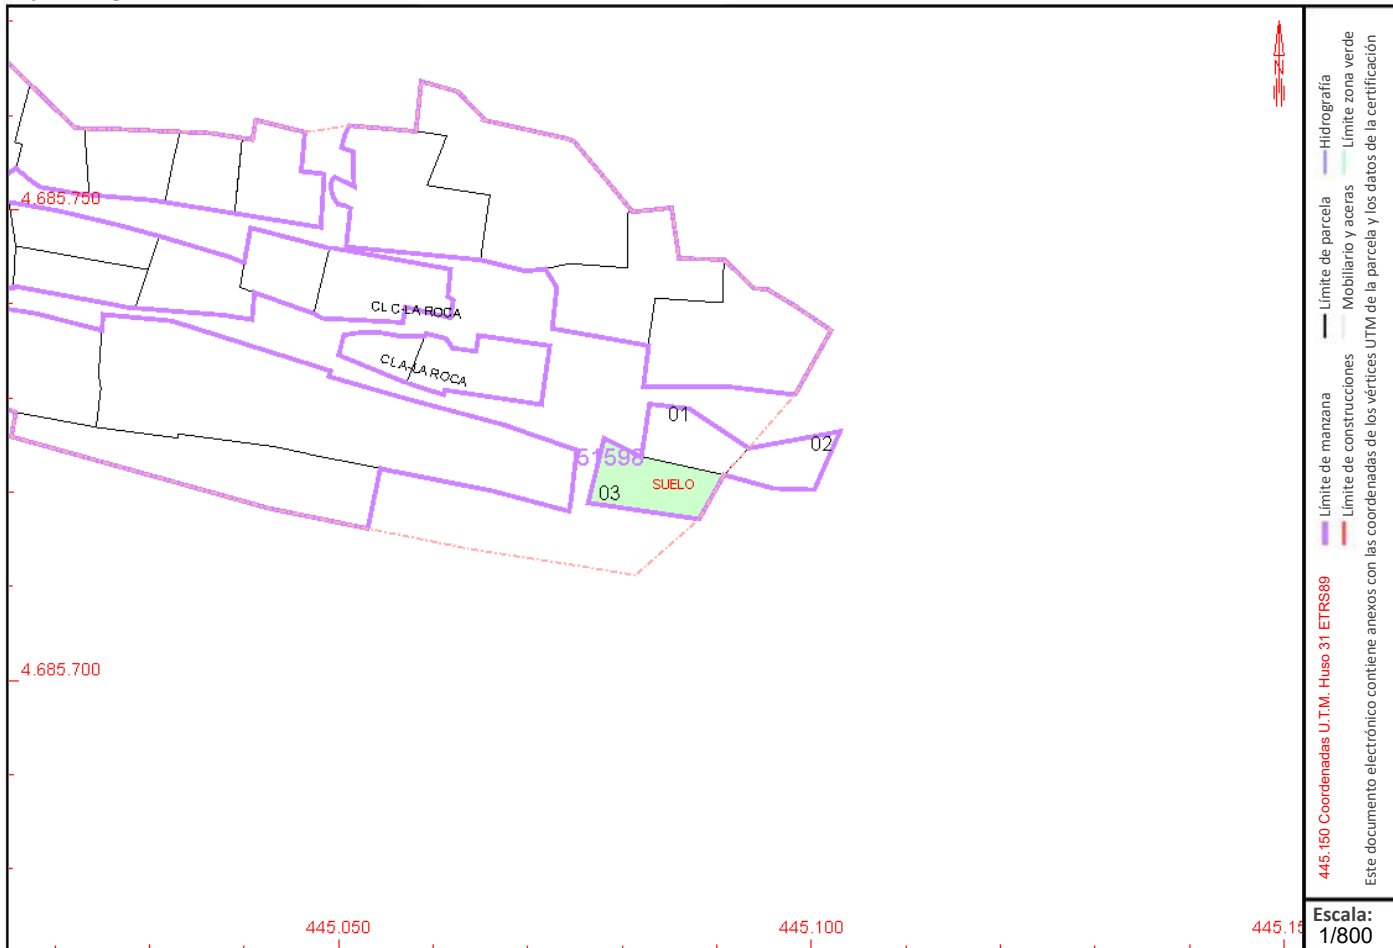 N
4.685.750
CL C-LA ROCA
CL A-LA ROCA
01
02
51598
SUELO
03
4.685.700
445.050
445.100
445.15
Límite de manzana
Límite de parcela
Hidrografía
Límite de construcciones
Mobiliario y aceras
Límite zona verde
445.150 Coordenadas U.T.M. Huso 31 ETRS89
Este documento electrónico contiene anexos con las coordenadas de los vértices UTM de la parcela y los datos de la certificación
Escala:
1/800